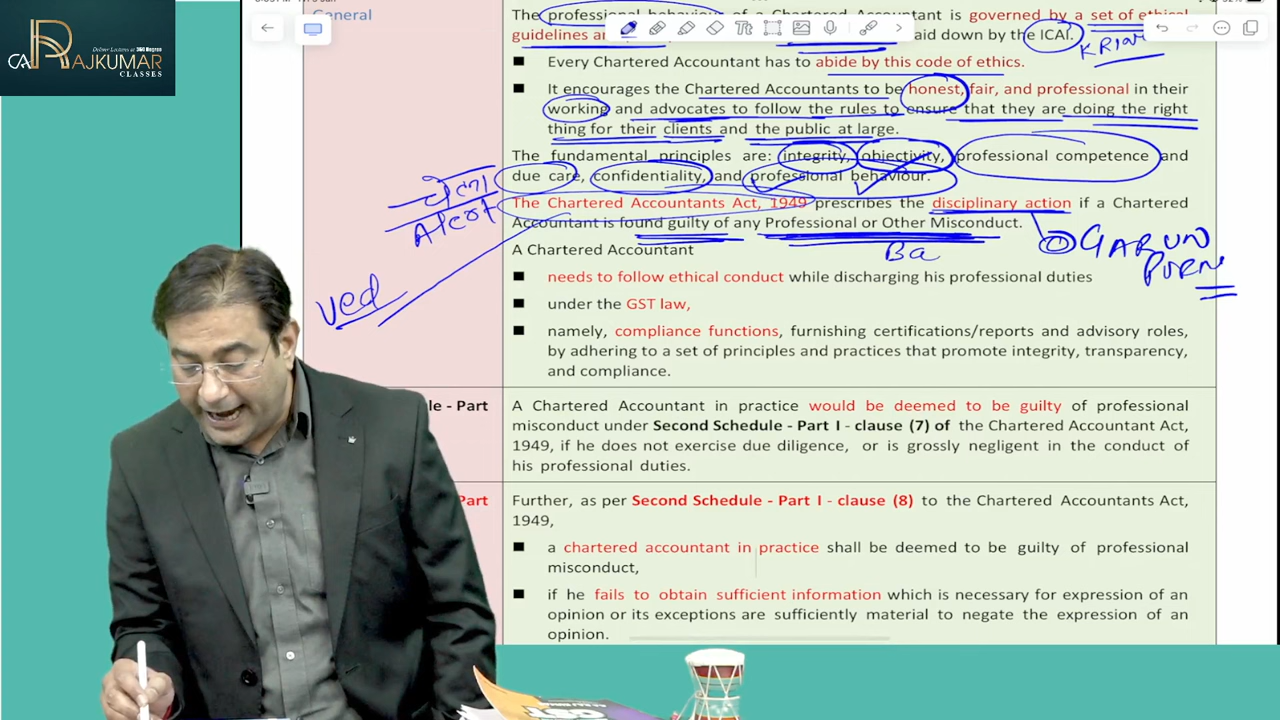 General
The professional behaviour of a Chartered Accountant is governed by a set of ethical
guidelines an laid down by the ICAI.
KRISH
■ Every Chartered Accountant has to abide by this code of ethics.
■ It encourages the Chartered Accountants to be honest, fair, and professional in their
working and advocates to follow the rules to ensure that they are doing the right
thing for their clients and the public at large.
The fundamental principles are: integrity, objectivity, professional competence and
due care, confidentiality, and professional behaviour.
Alert
The Chartered Accountants Act, 1949 prescribes the disciplinary action if a Chartered
Accountant is found guilty of any Professional or Other Misconduct.
GARUN
PURN
Ba
ved
A Chartered Accountant
■ needs to follow ethical conduct while discharging his professional duties
■ under the GST law,
■ namely, compliance functions, furnishing certifications/reports and advisory roles,
by adhering to a set of principles and practices that promote integrity, transparency,
and compliance.
le - Part
A Chartered Accountant in practice would be deemed to be guilty of professional
misconduct under Second Schedule - Part I - clause (7) of the Chartered Accountant Act,
1949, if he does not exercise due diligence, or is grossly negligent in the conduct of
his professional duties.
Part
Further, as per Second Schedule - Part I - clause (8) to the Chartered Accountants Act,
1949,
■ a chartered accountant in practice shall be deemed to be guilty of professional
misconduct,
■ if he fails to obtain sufficient information which is necessary for expression of an
opinion or its exceptions are sufficiently material to negate the expression of an
opinion.
Deliver Lectures at 360 Degree
CA RAJKUMAR
CLASSES